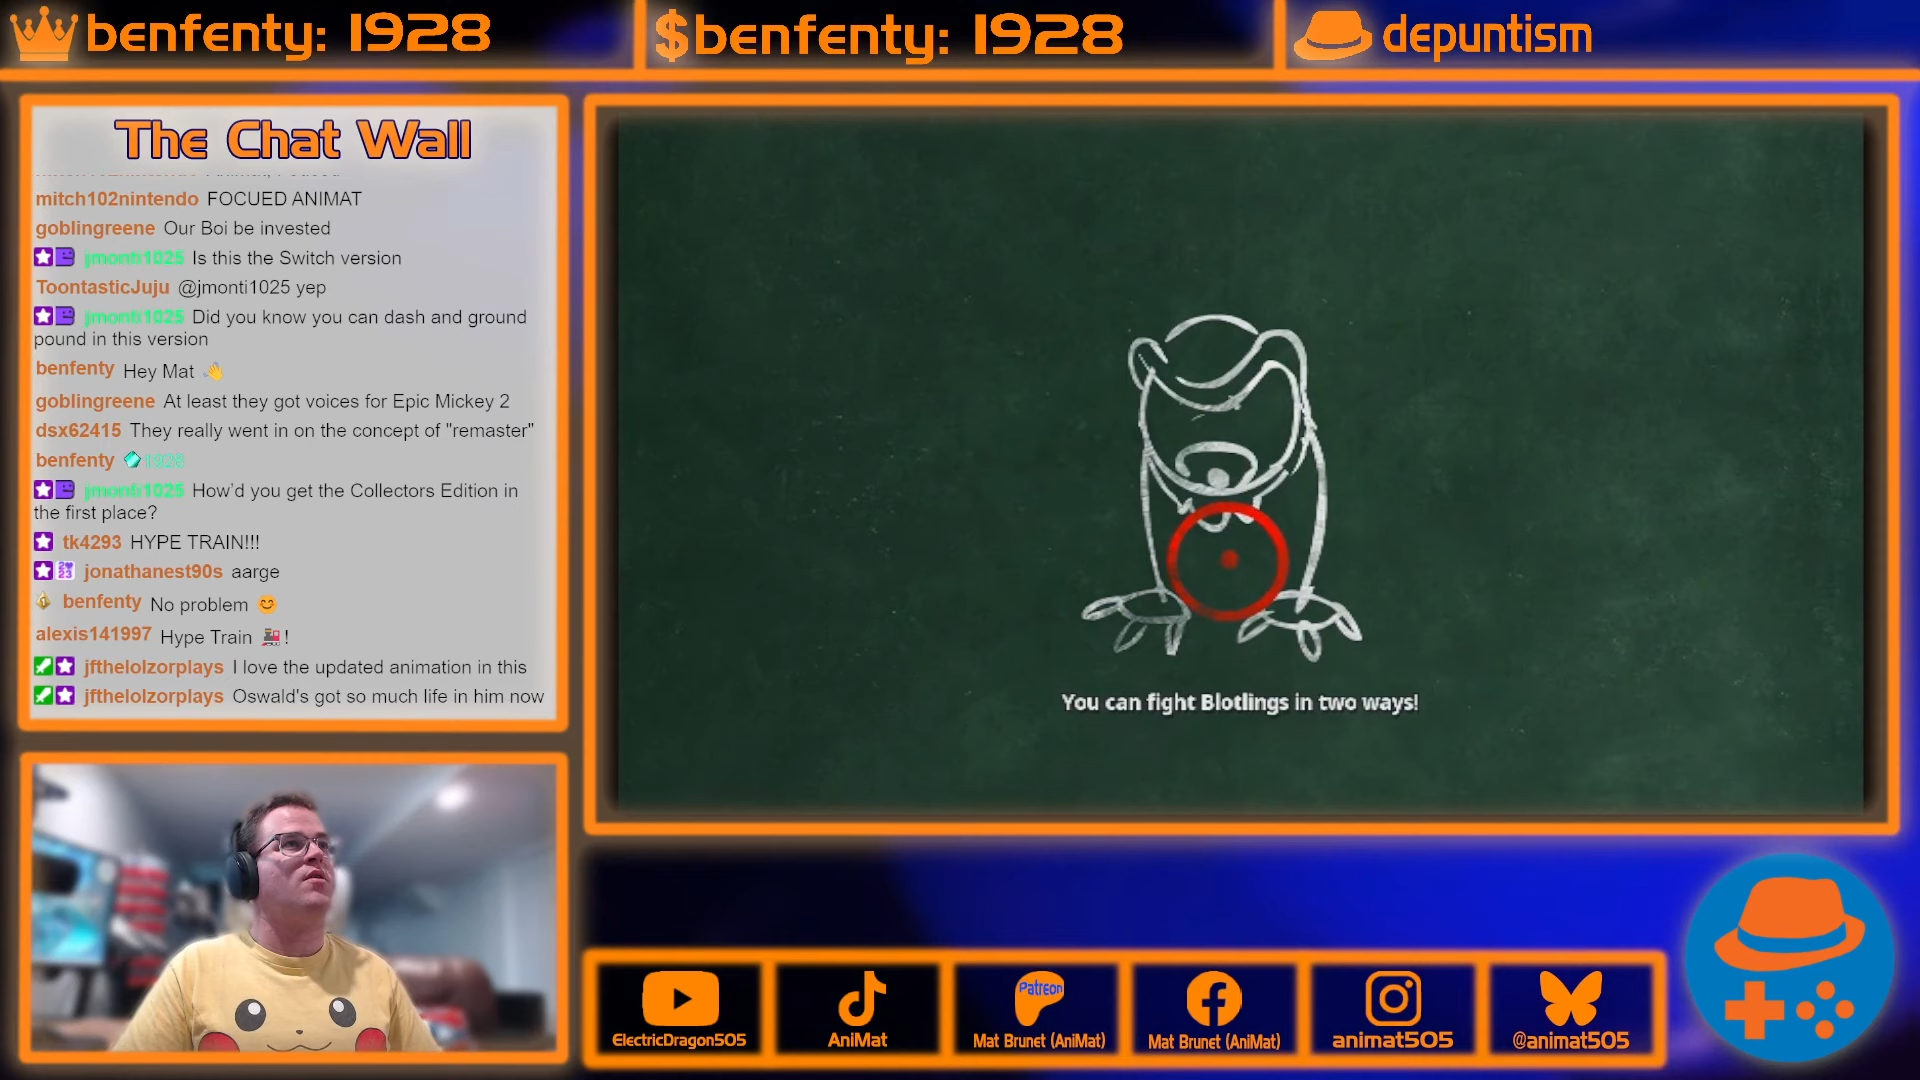 benfenty: 1928
$benfenty: 1928
depuntism
The Chat Wall
mitch102nintendo FOCUED ANIMAT
goblingreene Our Boi be invested
jmonti1025 Is this the Switch version
ToontasticJuju @jmonti1025 yep
jmonti1025 Did you know you can dash and ground
pound in this version
benfenty Hey Mat 👋
goblingreene At least they got voices for Epic Mickey 2
dsx62415 They really went in on the concept of "remaster"
benfenty 1928
jmonti1025 How'd you get the Collectors Edition in
the first place?
tk4293 HYPE TRAIN!!!
jonathanest90s aarge
benfenty No problem 😊
alexis141997 Hype Train 🚂!
jfthelolzorplays I love the updated animation in this
jfthelolzorplays Oswald's got so much life in him now
You can fight Blotlings in two ways!
ElectricDragon505
AniMat
Patreon
Mat Brunet (AniMat)
Mat Brunet (AniMat)
animat505
@animat505